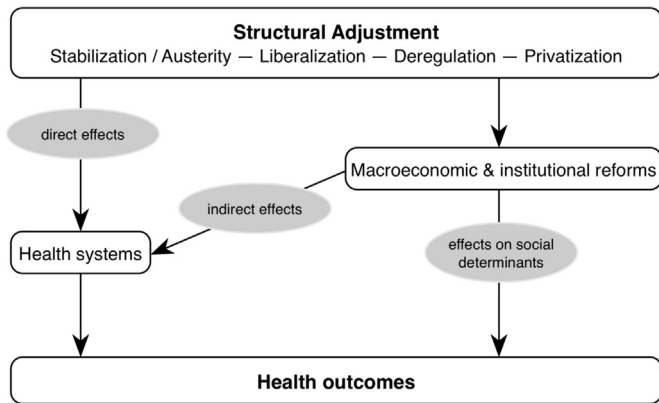 Structural Adjustment
Stabilization / Austerity — Liberalization — Deregulation — Privatization
direct effects
Macroeconomic & institutional reforms
indirect effects
Health systems
effects on social
determinants
Health outcomes